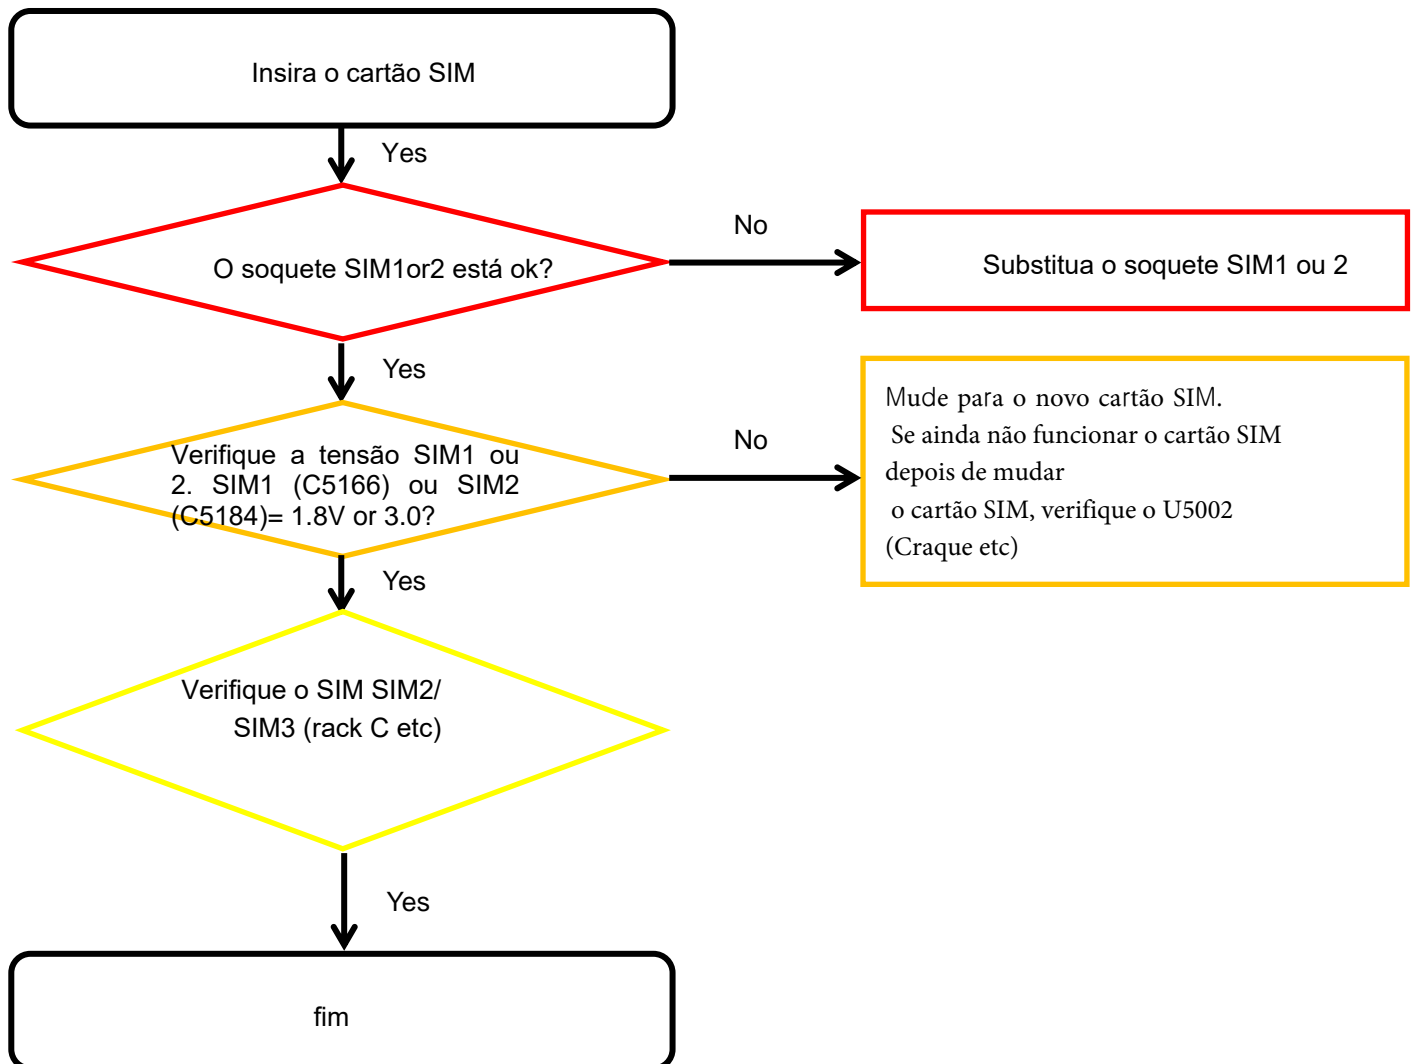 Insira o cartão SIM
Yes
O soquete SIM1or2 está ok?
No
Substitua o soquete SIM1 ou 2
Yes
Verifique a tensão SIM1 ou
2. SIM1 (C5166) ou SIM2
(C5184)= 1.8V or 3.0?
No
Mude para o novo cartão SIM.
Se ainda não funcionar o cartão SIM
depois de mudar
o cartão SIM, verifique o U5002
(Craque etc)
Yes
Verifique o SIM SIM2/
SIM3 (rack C etc)
Yes
fim